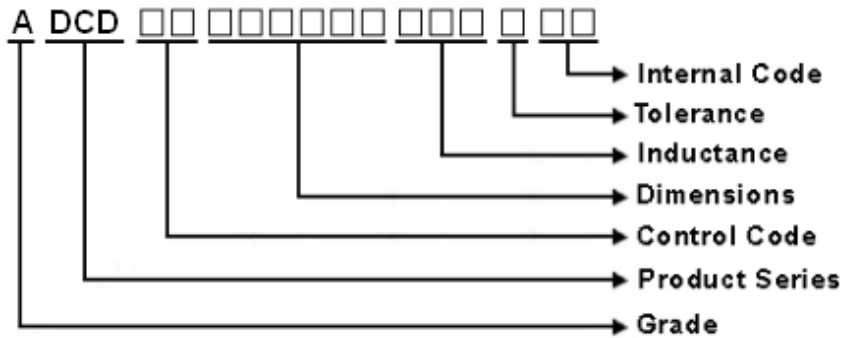 A DCD □□ □□□□□□ □□□ □ □□
Internal Code
Tolerance
Inductance
Dimensions
Control Code
Product Series
Grade